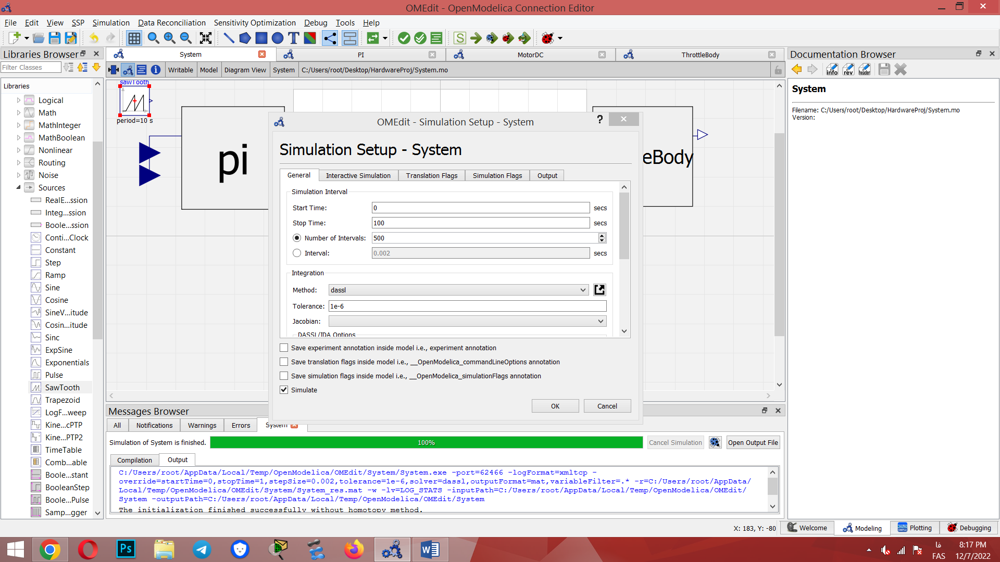 OMEdit - OpenModelica Connection Editor
File Edit View SSP Simulation Data Reconciliation Sensitivity Optimization Debug Tools Help
Libraries Browser
Filter Classes
Libraries
Logical
Math
MathInteger
MathBoolean
Nonlinear
Routing
Noise
Sources
RealE...ssion
Integ...ssion
Boole...ssion
Conti...Clock
Constant
Step
Ramp
Sine
Cosine
SineV...itude
Cosin...itude
Sinc
ExpSine
Exponentials
Pulse
SawTooth
Trapezoid
LogF...weep
Kine...cPTP
Kine...PTP2
TimeTable
Comb...able
Boole...stant
BooleanStep
Boole...Pulse
Samp...gger
System PI MotorDC ThrottleBody
Writable Model Diagram View System C:/Users/root/Desktop/HardwareProj/System.mo
sawTooth
period=10 s
pi
eBody
OMEdit - Simulation Setup - System
?
Simulation Setup - System
General Interactive Simulation Translation Flags Simulation Flags Output
Simulation Interval
Start Time: 0 secs
Stop Time: 100 secs
Number of Intervals: 500
Interval: 0.002 secs
Integration
Method: dassl
Tolerance: 1e-6
Jacobian:
DASSL/IDA Options
Save experiment annotation inside model i.e., experiment annotation
Save translation flags inside model i.e., __OpenModelica_commandLineOptions annotation
Save simulation flags inside model i.e., __OpenModelica_simulationFlags annotation
Simulate
OK Cancel
Messages Browser
All Notifications Warnings Errors System
Simulation of System is finished. 100% Cancel Simulation Open Output File
Compilation Output
C:/Users/root/AppData/Local/Temp/OpenModelica/OMEdit/System/System.exe -port=62466 -logFormat=xmltcp -
override=startTime=0,stopTime=1,stepSize=0.002,tolerance=1e-6,solver=dassl,outputFormat=mat,variableFilter=.* -r=C:/Users/root/AppData/
Local/Temp/OpenModelica/OMEdit/System/System_res.mat -w -lv=LOG_STATS -inputPath=C:/Users/root/AppData/Local/Temp/OpenModelica/OMEdit/
System -outputPath=C:/Users/root/AppData/Local/Temp/OpenModelica/OMEdit/System
The initialization finished successfully without homotopy method.
Documentation Browser
info rev header
System
Filename: C:/Users/root/Desktop/HardwareProj/System.mo
Version:
X: 183, Y: -80 Welcome Modeling Plotting Debugging
Ps
فا
FAS
8:17 PM
12/7/2022